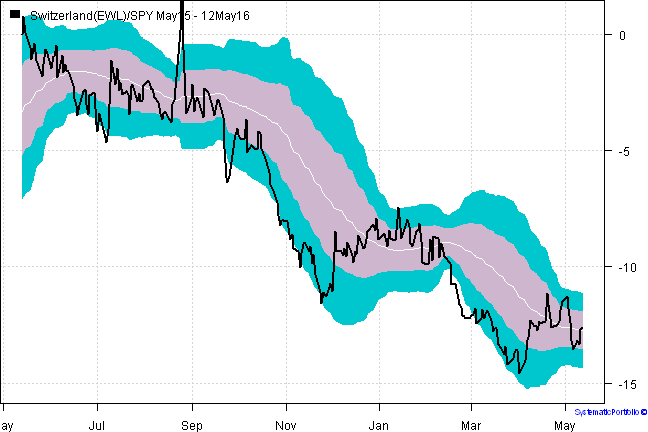 Switzerland(EWL)/SPY May15 - 12May16
0
-5
-10
-15
ay Jul Sep Nov Jan Mar May
SystematicPortfolio ©